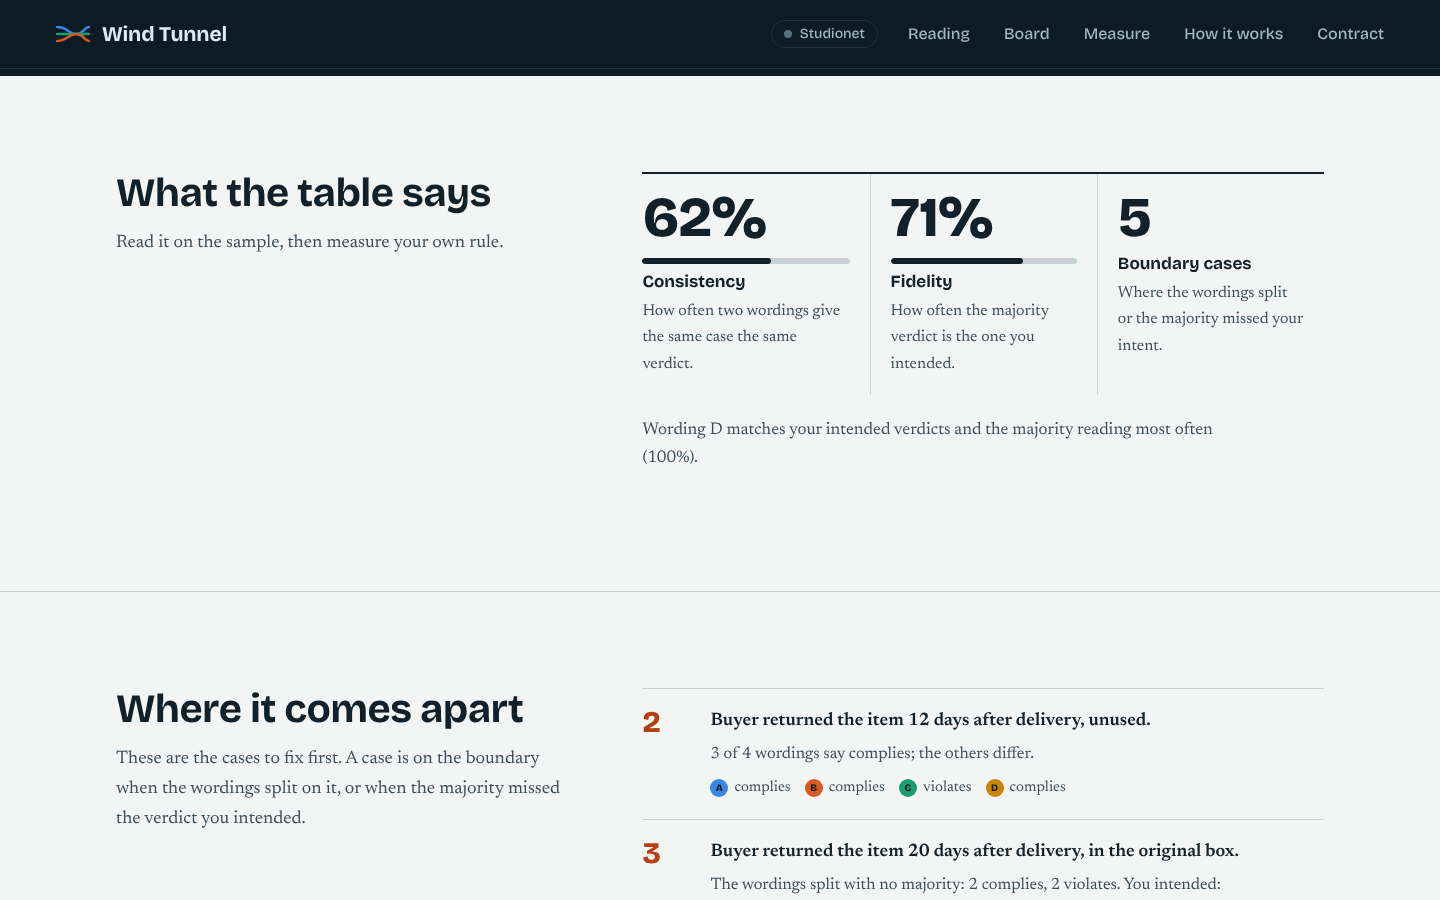 Wind Tunnel
Studionet
Reading
Board
Measure
How it works
Contract
What the table says
Read it on the sample, then measure your own rule.
62%
Consistency
How often two wordings give
the same case the same
verdict.
71%
Fidelity
How often the majority
verdict is the one you
intended.
5
Boundary cases
Where the wordings split
or the majority missed your
intent.
Wording D matches your intended verdicts and the majority reading most often
(100%).
Where it comes apart
These are the cases to fix first. A case is on the boundary
when the wordings split on it, or when the majority missed
the verdict you intended.
2
Buyer returned the item 12 days after delivery, unused.
3 of 4 wordings say complies; the others differ.
A complies B complies C violates D complies
3
Buyer returned the item 20 days after delivery, in the original box.
The wordings split with no majority: 2 complies, 2 violates. You intended: